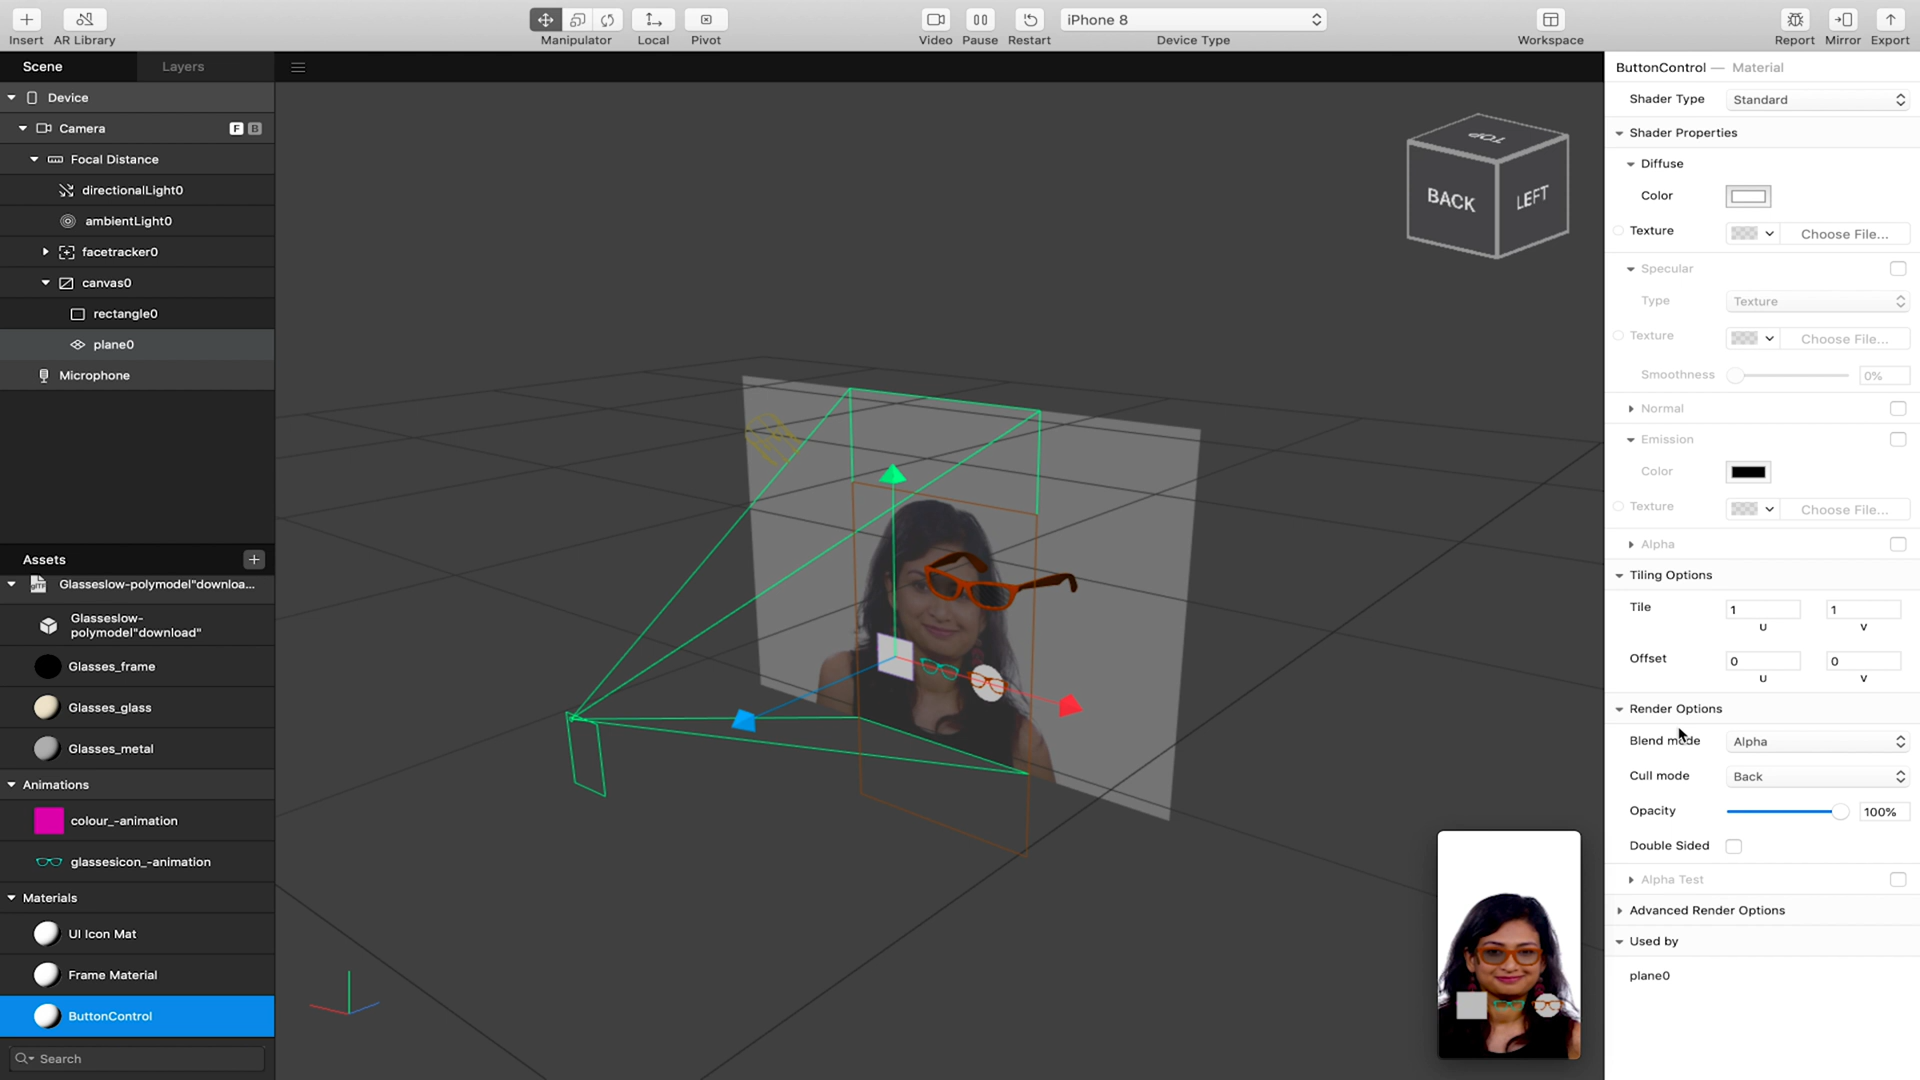 Insert
AR Library
Manipulator
Local
Pivot
Video
Pause
Restart
iPhone 8
Device Type
Workspace
Report
Mirror
Export
Scene
Layers
Device
Camera
F
B
Focal Distance
directionalLight0
ambientLight0
facetracker0
canvas0
rectangle0
plane0
Microphone
Assets
Glasseslow-polymodel"downloa...
Glasseslow-
polymodel"download"
Glasses_frame
Glasses_glass
Glasses_metal
Animations
colour_-animation
glassesicon_-animation
Materials
UI Icon Mat
Frame Material
ButtonControl
Search
TOP
BACK
LEFT
ButtonControl — Material
Shader Type
Standard
Shader Properties
Diffuse
Color
Texture
Choose File...
Specular
Type
Texture
Texture
Choose File...
Smoothness
0%
Normal
Emission
Color
Texture
Choose File...
Alpha
Tiling Options
Tile
1
1
U
V
Offset
0
0
U
V
Render Options
Blend mode
Alpha
Cull mode
Back
Opacity
100%
Double Sided
Alpha Test
Advanced Render Options
Used by
plane0